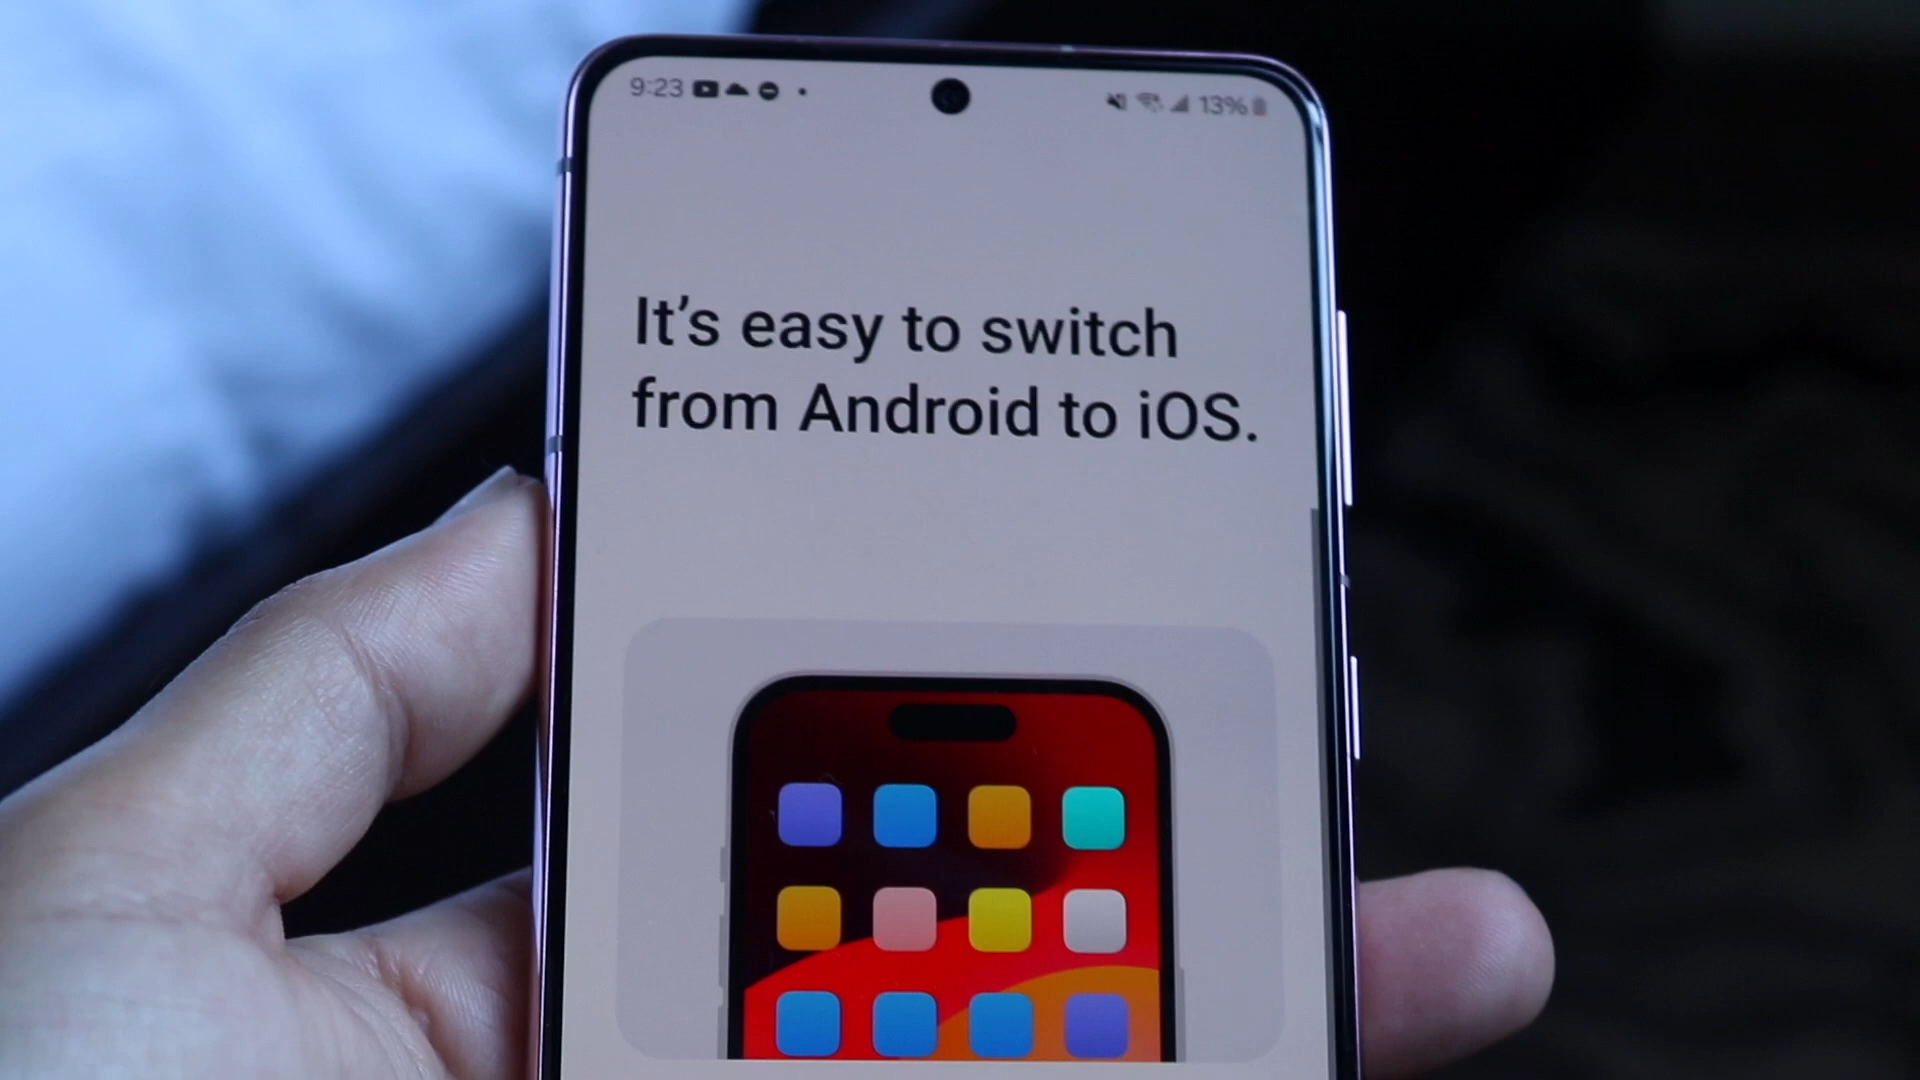 9:23 13%
It’s easy to switch
from Android to iOS.